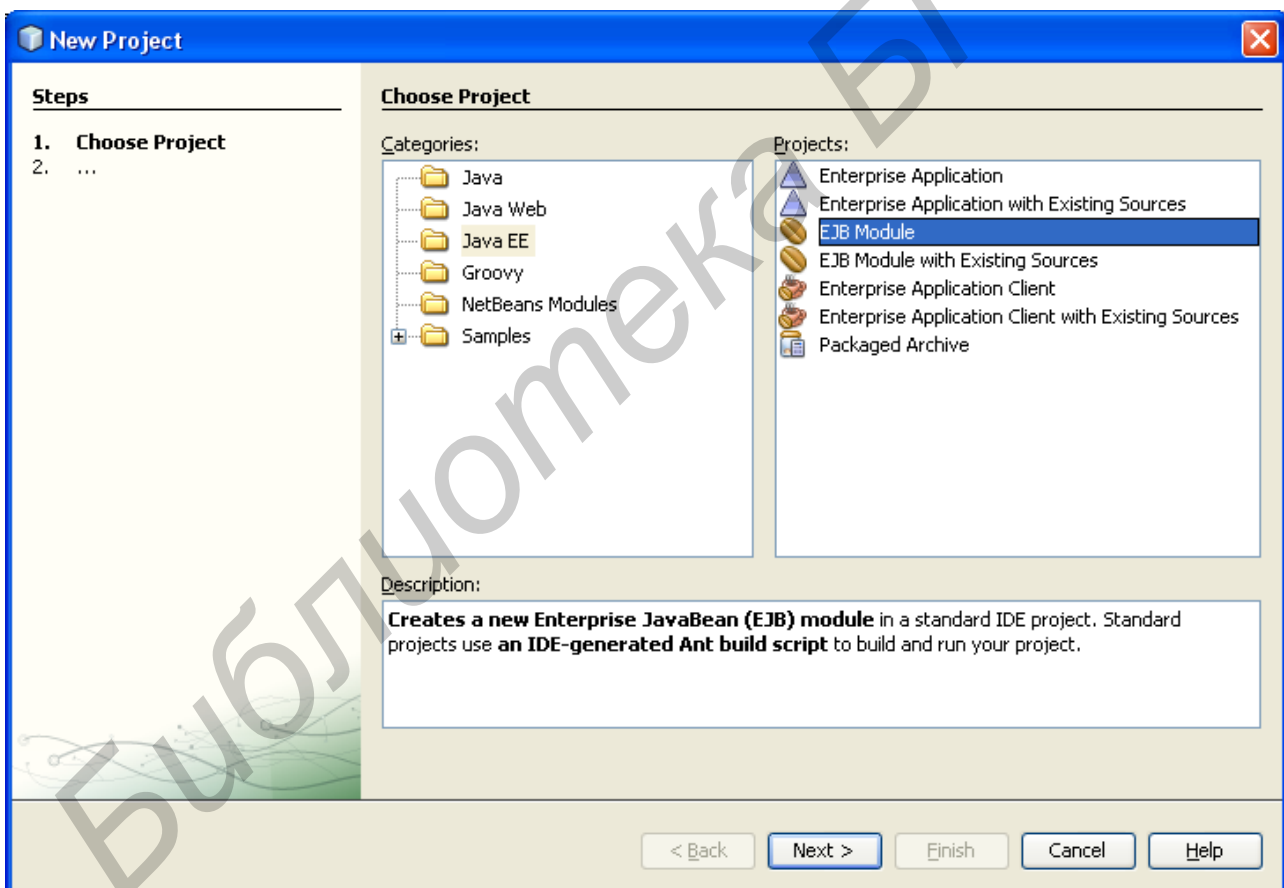 New Project
Steps
1. Choose Project
2. ...
Choose Project
Categories:
Java
Java Web
Java EE
Groovy
NetBeans Modules
Samples
Projects:
Enterprise Application
Enterprise Application with Existing Sources
EJB Module
EJB Module with Existing Sources
Enterprise Application Client
Enterprise Application Client with Existing Sources
Packaged Archive
Description:
Creates a new Enterprise JavaBean (EJB) module in a standard IDE project. Standard
projects use an IDE-generated Ant build script to build and run your project.
< Back
Next >
Finish
Cancel
Help
Библиотека